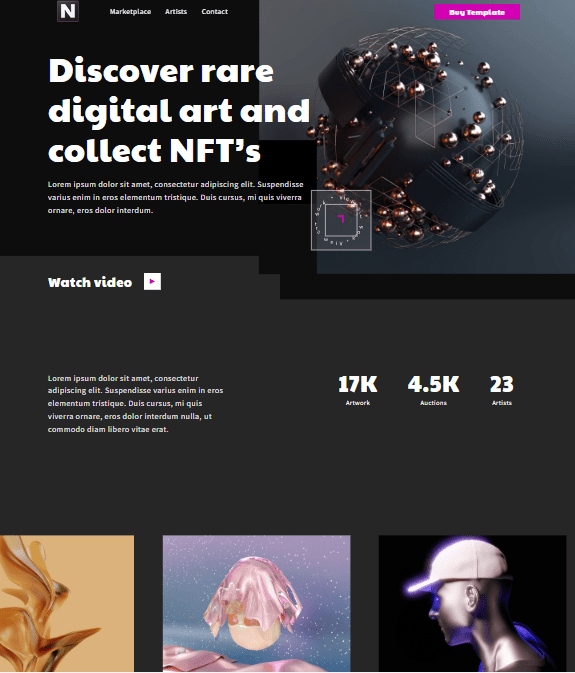 N
Marketplace Artists Contact
Buy Template
Discover rare
digital art and
collect NFT's
Lorem ipsum dolor sit amet, consectetur adipiscing elit. Suspendisse
varius enim in eros elementum tristique. Duis cursus, mi quis viverra
ornare, eros dolor interdum.
Watch video
Lorem ipsum dolor sit amet, consectetur
adipiscing elit. Suspendisse varius enim in eros
elementum tristique. Duis cursus, mi quis
viverra ornare, eros dolor interdum nulla, ut
commodo diam libero vitae erat.
17K 4.5K 23
Artwork Auctions Artists